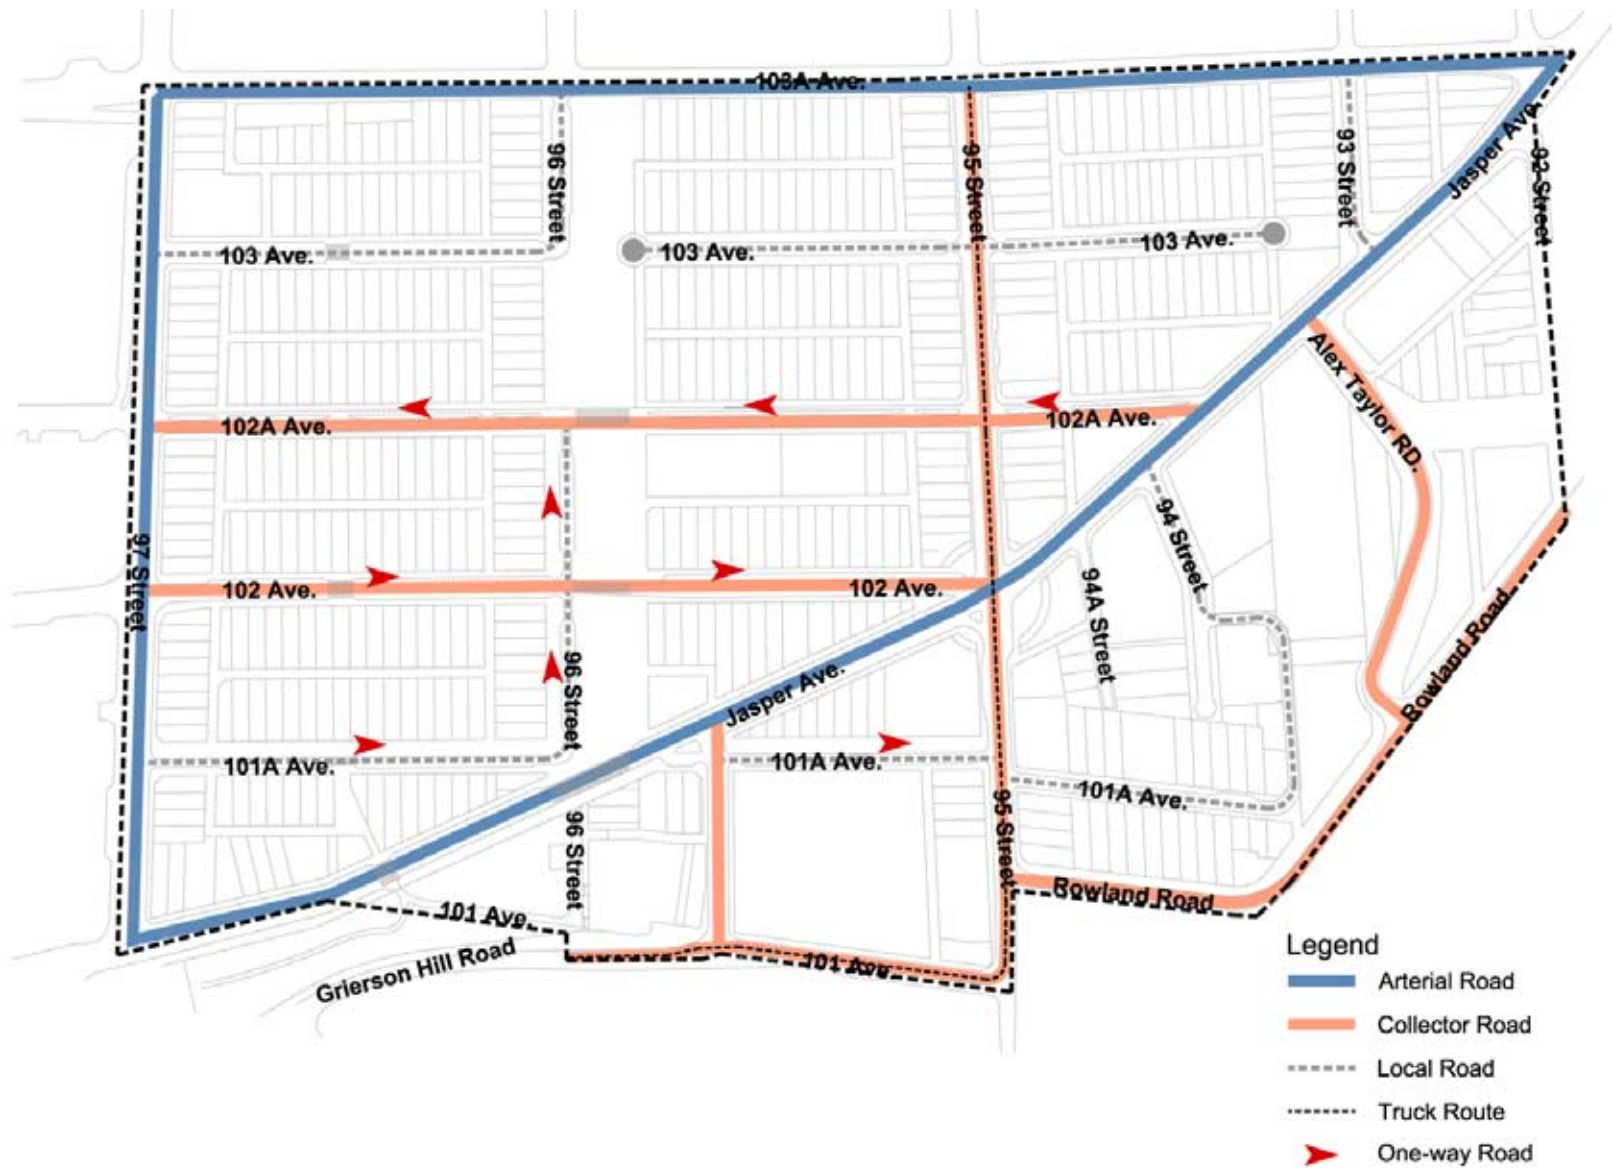 103A Ave.
96 Street
95 Street
93 Street
Jasper Ave.
92 Street
103 Ave.
103 Ave.
103 Ave.
Alex Taylor RD.
102A Ave.
102A Ave.
97 Street
94 Street
102 Ave.
102 Ave.
94A Street
96 Street
Jasper Ave.
Rowland Road
101A Ave.
101A Ave.
101A Ave.
96 Street
95 Street
Rowland Road
101 Ave.
Grierson Hill Road
101 Ave.
Legend
Arterial Road
Collector Road
Local Road
Truck Route
One-way Road